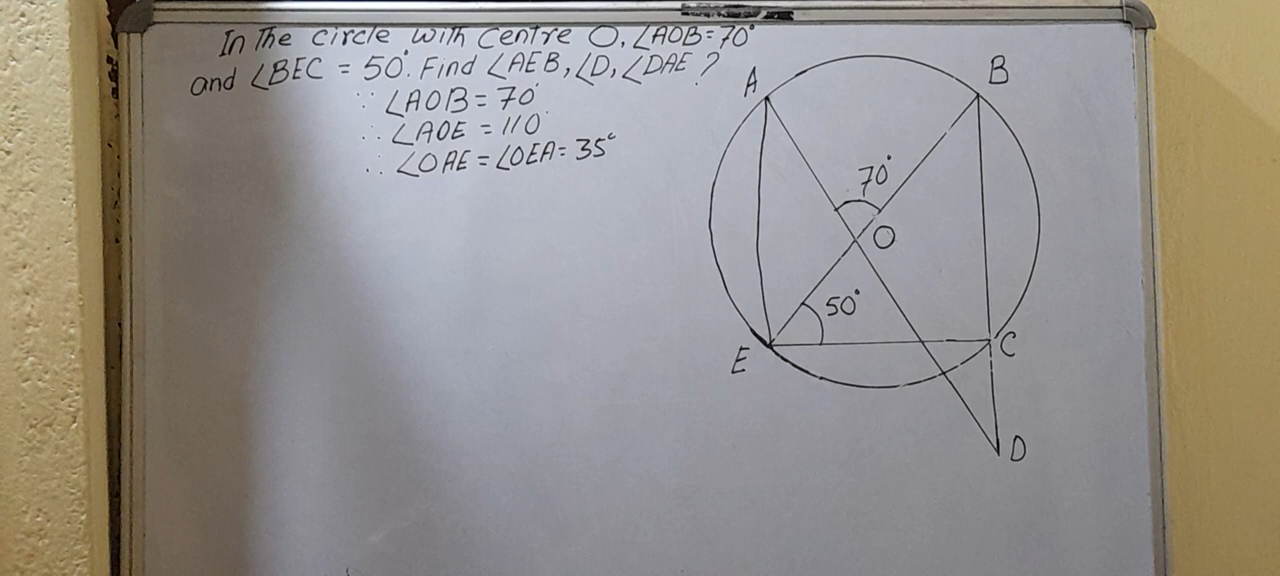 In The circle with Centre O, ∠AOB=70°
and ∠BEC = 50°. Find ∠AEB, ∠D, ∠DAE ?
∵ ∠AOB = 70°
∴ ∠AOE = 110°
∴ ∠OAE = ∠OEA = 35°
A
B
70°
O
50°
E
C
D